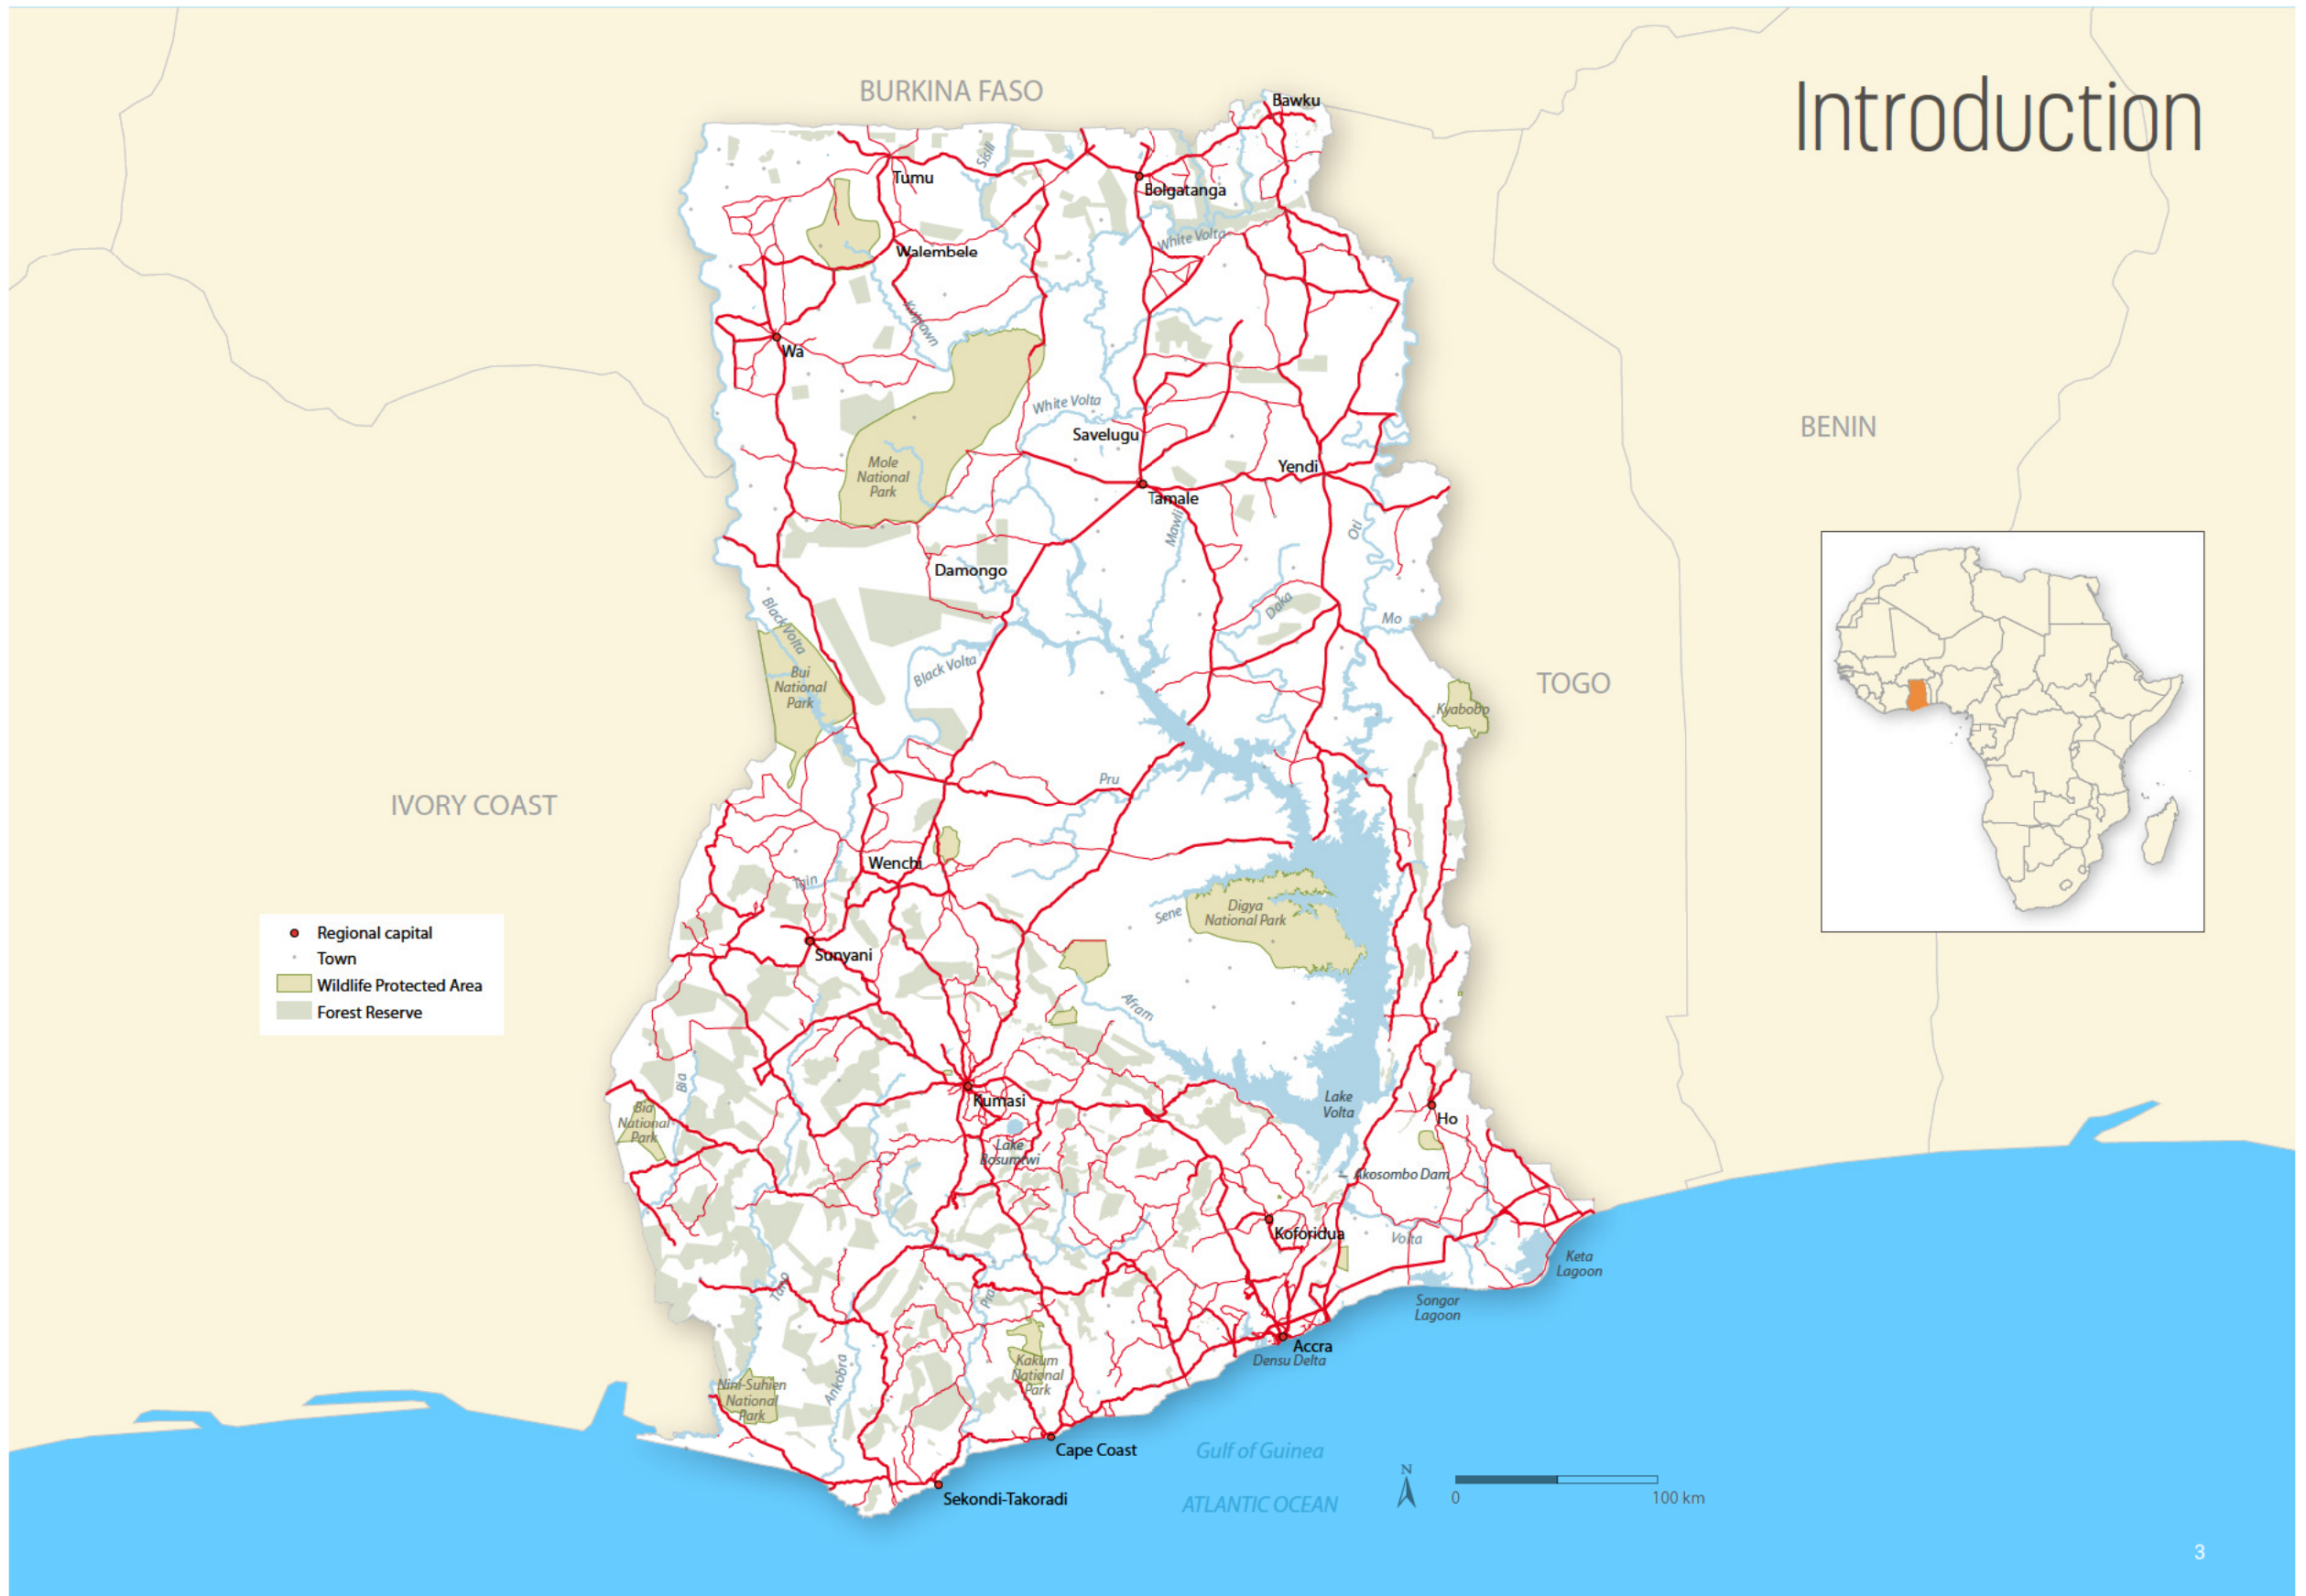 Introduction
BURKINA FASO
Bawku
Tumu
Sisili
Bolgatanga
White Volta
Walembele
Kulpawn
Wa
White Volta
Savelugu
BENIN
Mole
National
Park
Yendi
Tamale
Mawli
Oti
Damongo
Daka
Mo
Black Volta
Black Volta
Bui
National
Park
TOGO
Kyabobo
IVORY COAST
Pru
Wenchi
Tain
Sene
Digya
National Park
Regional capital
Town
Wildlife Protected Area
Forest Reserve
Sunyani
Afram
Bia
Kumasi
Lake
Volta
Ho
Bia
National
Park
Lake
Bosumtwi
Akosombo Dam
Koforidua
Volta
Keta
Lagoon
Tano
Pra
Songor
Lagoon
Accra
Densu Delta
Ankobra
Kakum
National
Park
Nini-Suhien
National
Park
Cape Coast
Gulf of Guinea
Sekondi-Takoradi
ATLANTIC OCEAN
N
0
100 km
3